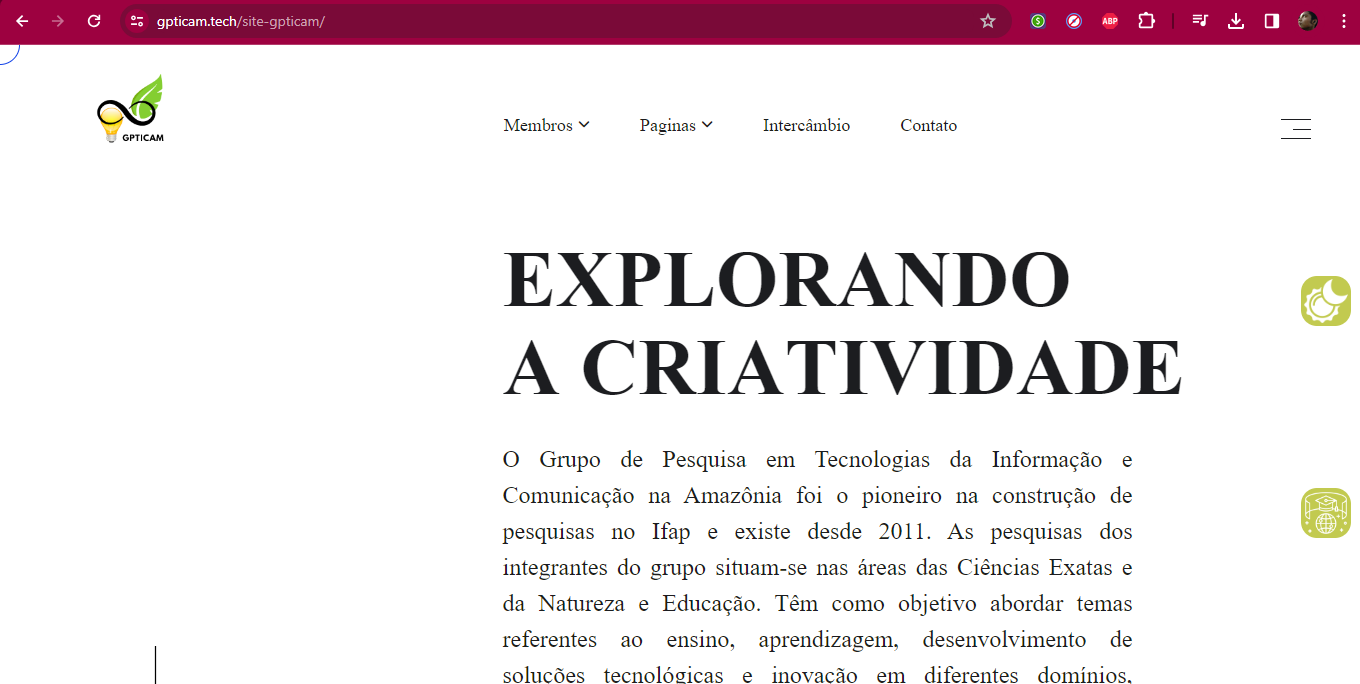 gpticam.tech/site-gpticam/
S
ABP
GPTICAM
Membros
Paginas
Intercâmbio
Contato
EXPLORANDO
A CRIATIVIDADE
O Grupo de Pesquisa em Tecnologias da Informação e
Comunicação na Amazônia foi o pioneiro na construção de
pesquisas no Ifap e existe desde 2011. As pesquisas dos
integrantes do grupo situam-se nas áreas das Ciências Exatas e
da Natureza e Educação. Têm como objetivo abordar temas
referentes ao ensino, aprendizagem, desenvolvimento de
soluções tecnológicas e inovação em diferentes domínios,